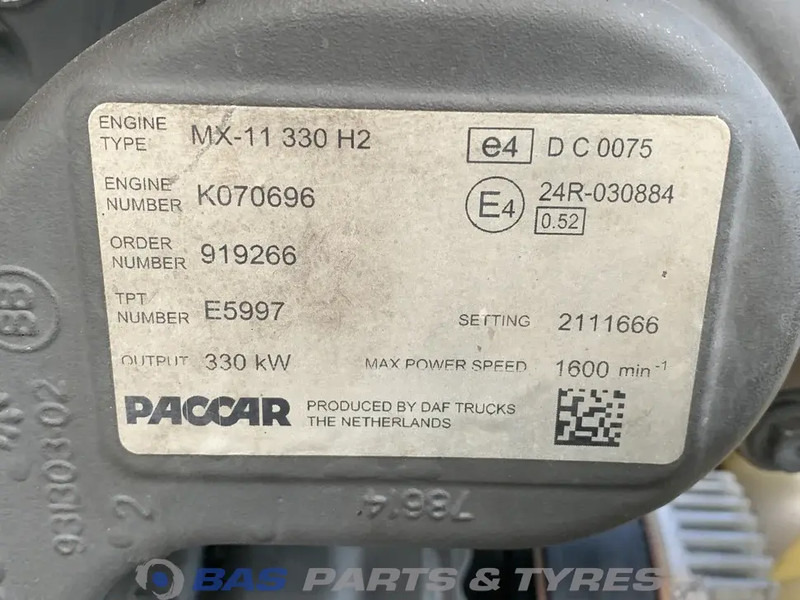 ENGINE TYPE MX-11 330 H2
e4 D C 0075
ENGINE NUMBER K070696
E4 24R-030884
0.52
ORDER NUMBER 919266
TPT NUMBER E5997
SETTING 2111666
OUTPUT 330 kW
MAX POWER SPEED 1600 min⁻¹
PACCAR
PRODUCED BY DAF TRUCKS
THE NETHERLANDS
78614
BAS PARTS & TYRES